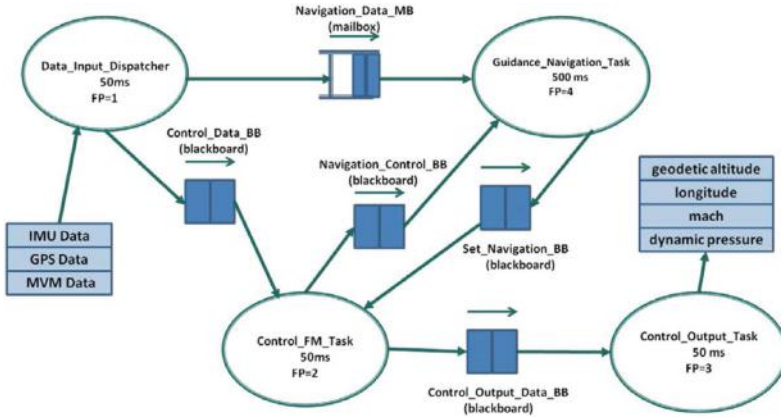 Navigation_Data_MB
(mailbox)
Data_Input_Dispatcher
50ms
FP=1
Guidance_Navigation_Task
500 ms
FP=4
Control_Data_BB
(blackboard)
Navigation_Control_BB
(blackboard)
geodetic altitude
longitude
mach
dynamic pressure
IMU Data
GPS Data
MVM Data
Set_Navigation_BB
(blackboard)
Control_FM_Task
50ms
FP=2
Control_Output_Task
50 ms
FP=3
Control_Output_Data_BB
(blackboard)